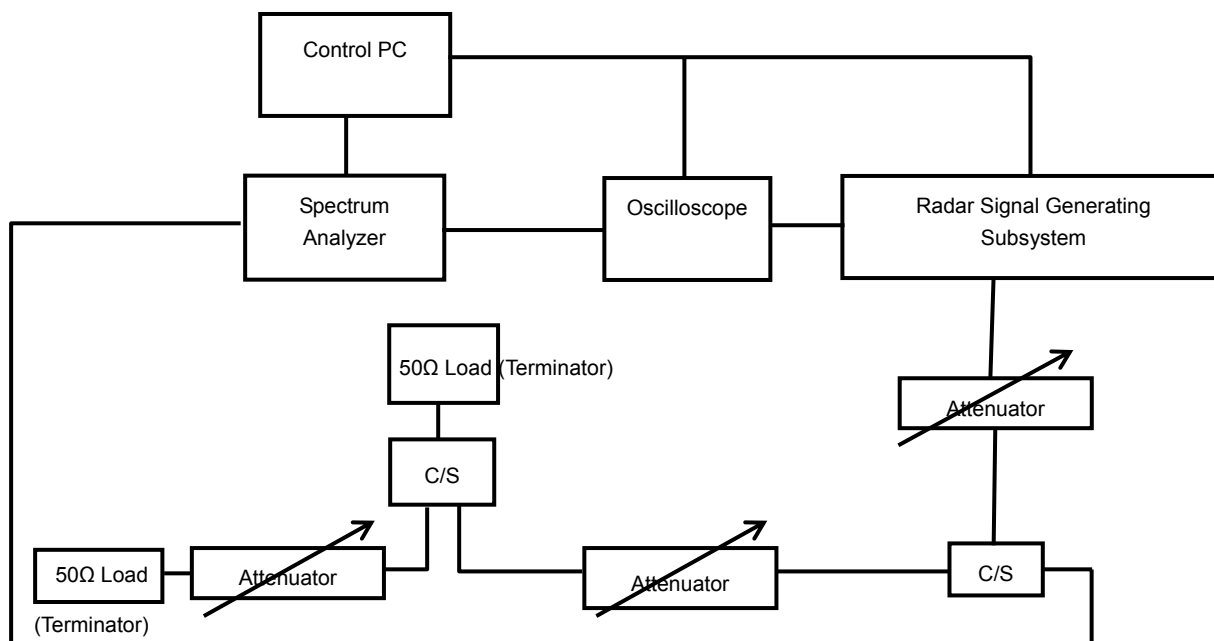 Control PC
Spectrum
Analyzer
Oscilloscope
Radar Signal Generating
Subsystem
50Ω Load (Terminator)
Attenuator
C/S
50Ω Load
(Terminator)
Attenuator
Attenuator
C/S